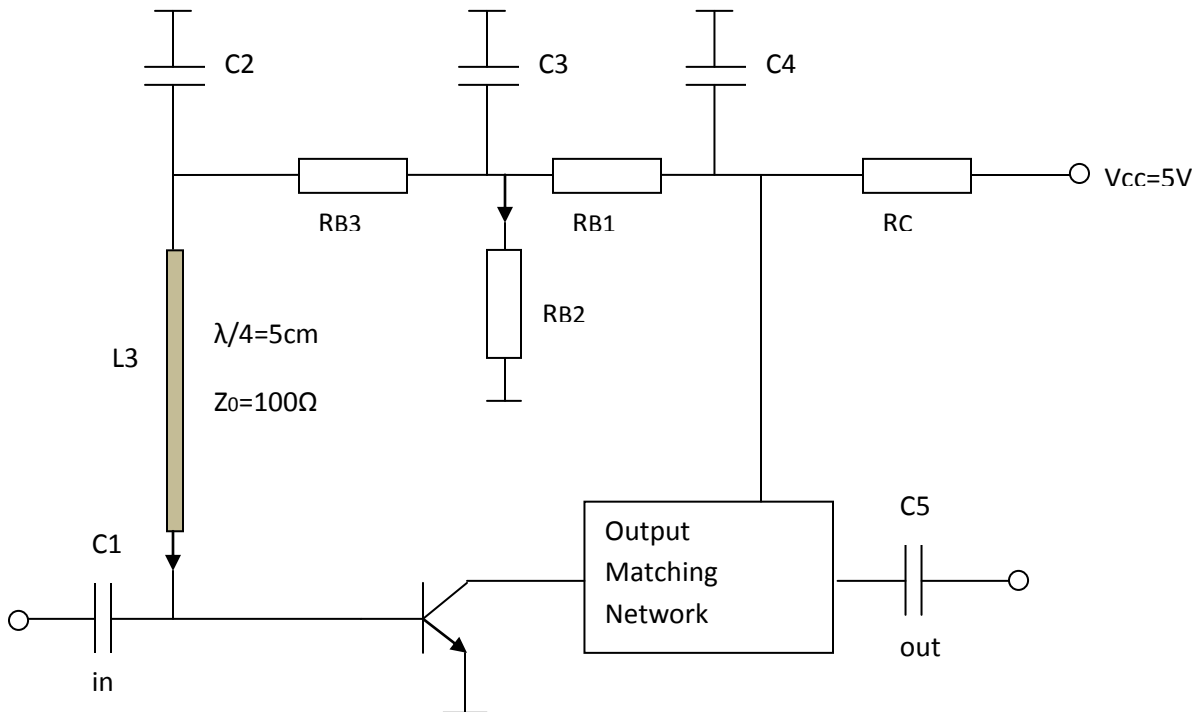 C2
C3
C4
Vcc=5V
RB3
RB1
RC
RB2
L3
λ/4=5cm
Z0=100Ω
C1
in
Output
Matching
Network
C5
out